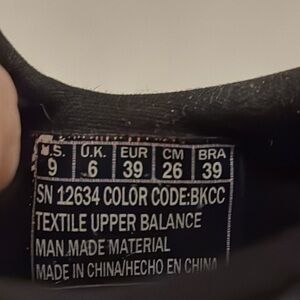 U.S. U.K. EUR CM BRA
9 6 39 26 39
SN 12634 COLOR CODE:BKCC
TEXTILE UPPER BALANCE
MAN MADE MATERIAL
MADE IN CHINA/HECHO EN CHINA